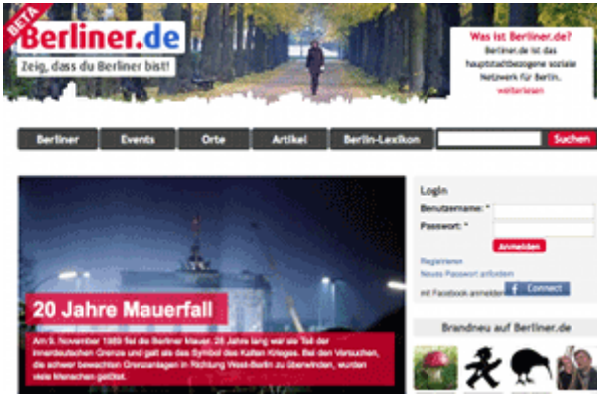 BETA
Berliner.de
Zeig, dass du Berliner bist!
Was ist Berliner.de?
Berliner.de ist das
hauptstadtbezogene soziale
Netzwerk für Berlin.
weiterlesen
Berliner Events Orte Artikel Berlin-Lexikon Suchen
Login
Benutzername: *
Passwort: *
Anmelden
Registrieren
Neues Passwort anfordern
mit Facebook anmelden f Connect
20 Jahre Mauerfall
Am 9. November 1989 fiel die Berliner Mauer. 28 Jahre lang war sie Teil der
innerdeutschen Grenze und galt als das Symbol des Kalten Krieges. Bei den Versuchen,
die schwer bewachten Grenzanlagen in Richtung West-Berlin zu überwinden, wurden
viele Menschen getötet.
Brandneu auf Berliner.de